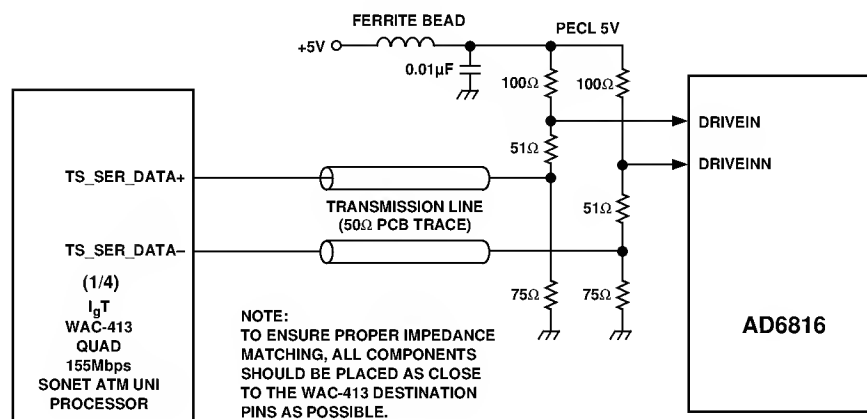 FERRITE BEAD
+5V
PECL 5V
0.01µF
100Ω
100Ω
DRIVEIN
51Ω
DRIVEINN
TS_SER_DATA+
51Ω
TRANSMISSION LINE
(50Ω PCB TRACE)
TS_SER_DATA–
(1/4)
IgT
WAC-413
QUAD
155Mbps
SONET ATM UNI
PROCESSOR
75Ω
75Ω
NOTE:
TO ENSURE PROPER IMPEDANCE
MATCHING, ALL COMPONENTS
SHOULD BE PLACED AS CLOSE
TO THE WAC-413 DESTINATION
PINS AS POSSIBLE.
AD6816